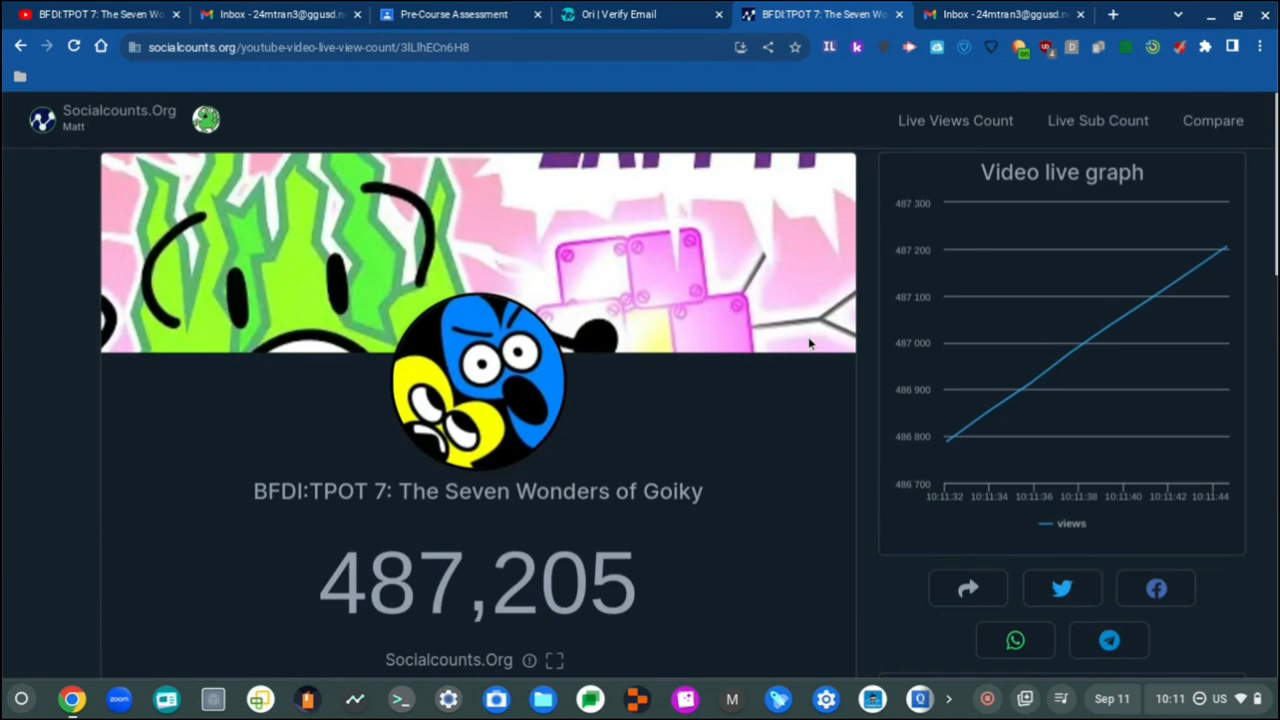 BFDI:TPOT 7: The Seven Wo
Inbox - 24mtran3@ggusd.n
Pre-Course Assessment
Ori | Verify Email
BFDI:TPOT 7: The Seven Wo
Inbox - 24mtran3@ggusd.n
socialcounts.org/youtube-video-live-view-count/3lLlhECn6H8
Socialcounts.Org
Matt
Live Views Count
Live Sub Count
Compare
Video live graph
487 300
487 200
487 100
487 000
486 900
486 800
486 700
10:11:32 10:11:34 10:11:36 10:11:38 10:11:40 10:11:42 10:11:44
views
BFDI:TPOT 7: The Seven Wonders of Goiky
487,205
Socialcounts.Org
zoom
M
Q
Sep 11
10:11
US